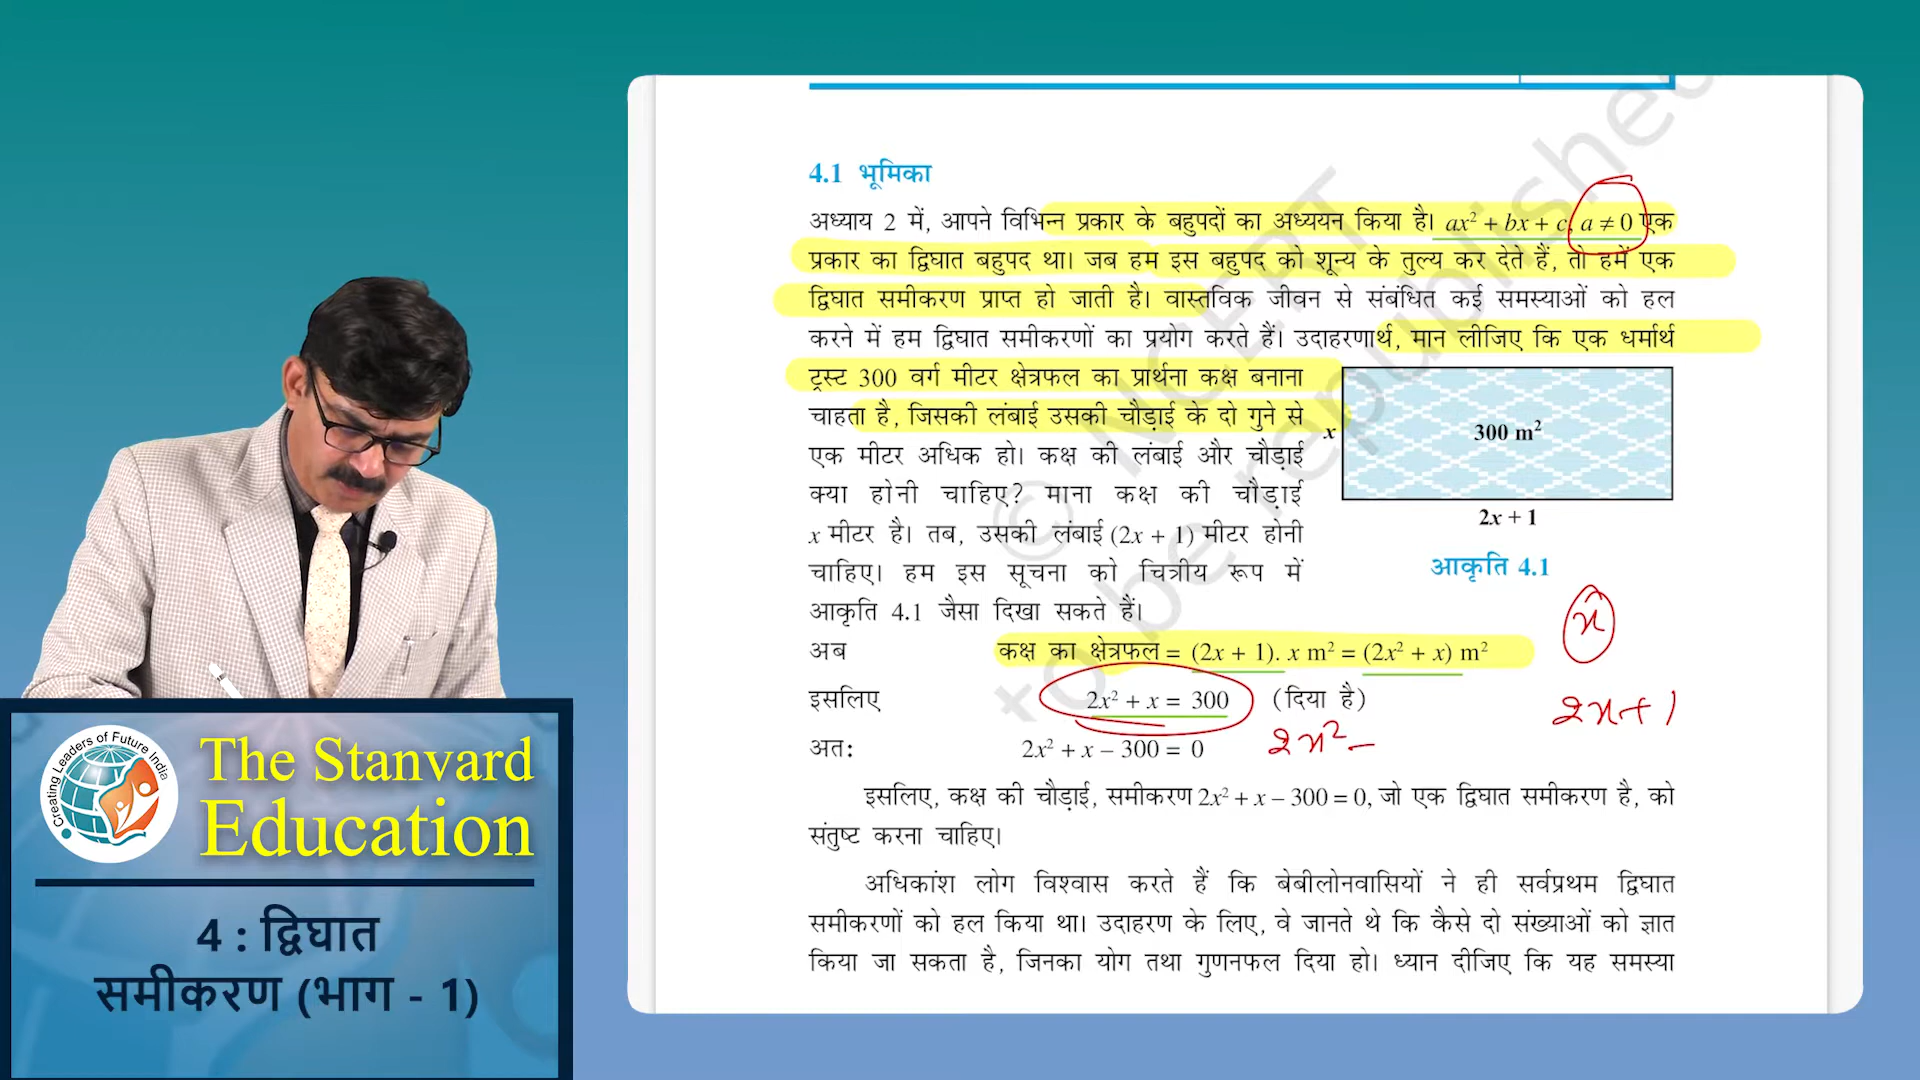 4.1 भूमिका
अध्याय 2 में, आपने विभिन्न प्रकार के बहुपदों का अध्ययन किया है। ax² + bx + c, a ≠ 0 एक
प्रकार का द्विघात बहुपद था। जब हम इस बहुपद को शून्य के तुल्य कर देते हैं, तो हमें एक
द्विघात समीकरण प्राप्त हो जाती है। वास्तविक जीवन से संबंधित कई समस्याओं को हल
करने में हम द्विघात समीकरणों का प्रयोग करते हैं। उदाहरणार्थ, मान लीजिए कि एक धर्मार्थ
ट्रस्ट 300 वर्ग मीटर क्षेत्रफल का प्रार्थना कक्ष बनाना
चाहता है, जिसकी लंबाई उसकी चौड़ाई के दो गुने से
एक मीटर अधिक हो। कक्ष की लंबाई और चौड़ाई
क्या होनी चाहिए? माना कक्ष की चौड़ाई
x मीटर है। तब, उसकी लंबाई (2x + 1) मीटर होनी
चाहिए। हम इस सूचना को चित्रीय रूप में
आकृति 4.1 जैसा दिखा सकते हैं।
x
300 m²
2x + 1
आकृति 4.1
x
2x + 1
अब कक्ष का क्षेत्रफल = (2x + 1). x m² = (2x² + x) m²
इसलिए 2x² + x = 300 (दिया है)
अतः 2x² + x – 300 = 0
2x² –
इसलिए, कक्ष की चौड़ाई, समीकरण 2x² + x – 300 = 0, जो एक द्विघात समीकरण है, को
संतुष्ट करना चाहिए।
अधिकांश लोग विश्वास करते हैं कि बेबीलोनवासियों ने ही सर्वप्रथम द्विघात
समीकरणों को हल किया था। उदाहरण के लिए, वे जानते थे कि कैसे दो संख्याओं को ज्ञात
किया जा सकता है, जिनका योग तथा गुणनफल दिया हो। ध्यान दीजिए कि यह समस्या
© NCERT
to be republished
Creating Leaders of Future India
The Stanvard
Education
4 : द्विघात
समीकरण (भाग - 1)